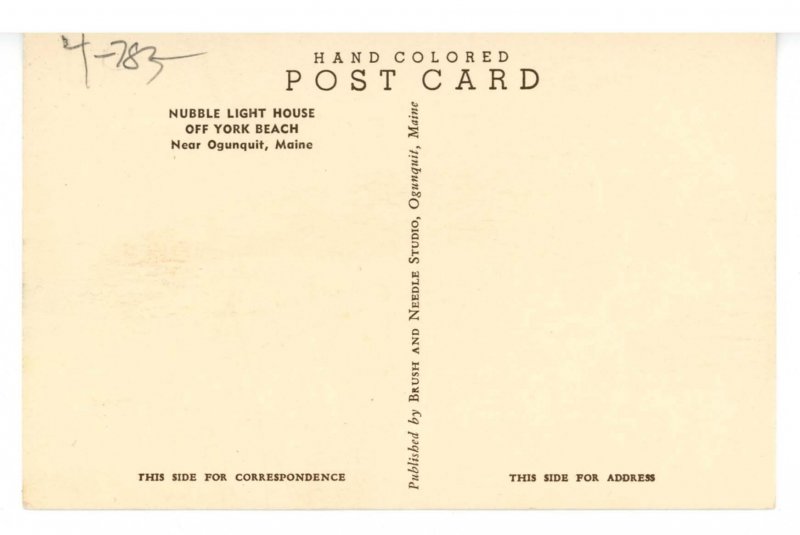 4-783
HAND COLORED
POST CARD
NUBBLE LIGHT HOUSE
OFF YORK BEACH
Near Ogunquit, Maine
Published by BRUSH AND NEEDLE STUDIO, Ogunquit, Maine
THIS SIDE FOR CORRESPONDENCE
THIS SIDE FOR ADDRESS